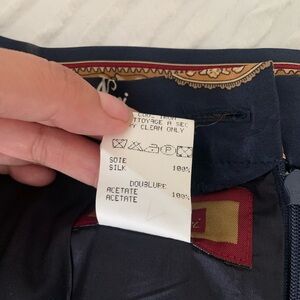 NETTOYAGE A SEC
DRY CLEAN ONLY
SOIE
SILK 100%
DOUBLURE
ACETATE 100%
ACETATE